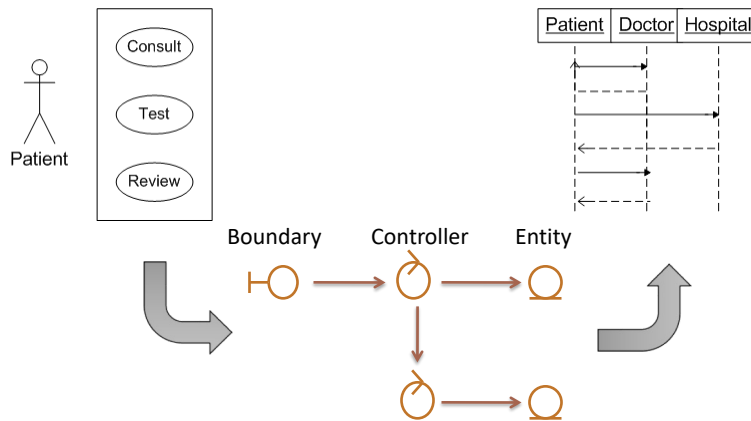 Consult
Test
Review
Patient
Patient Doctor Hospital
Boundary Controller Entity